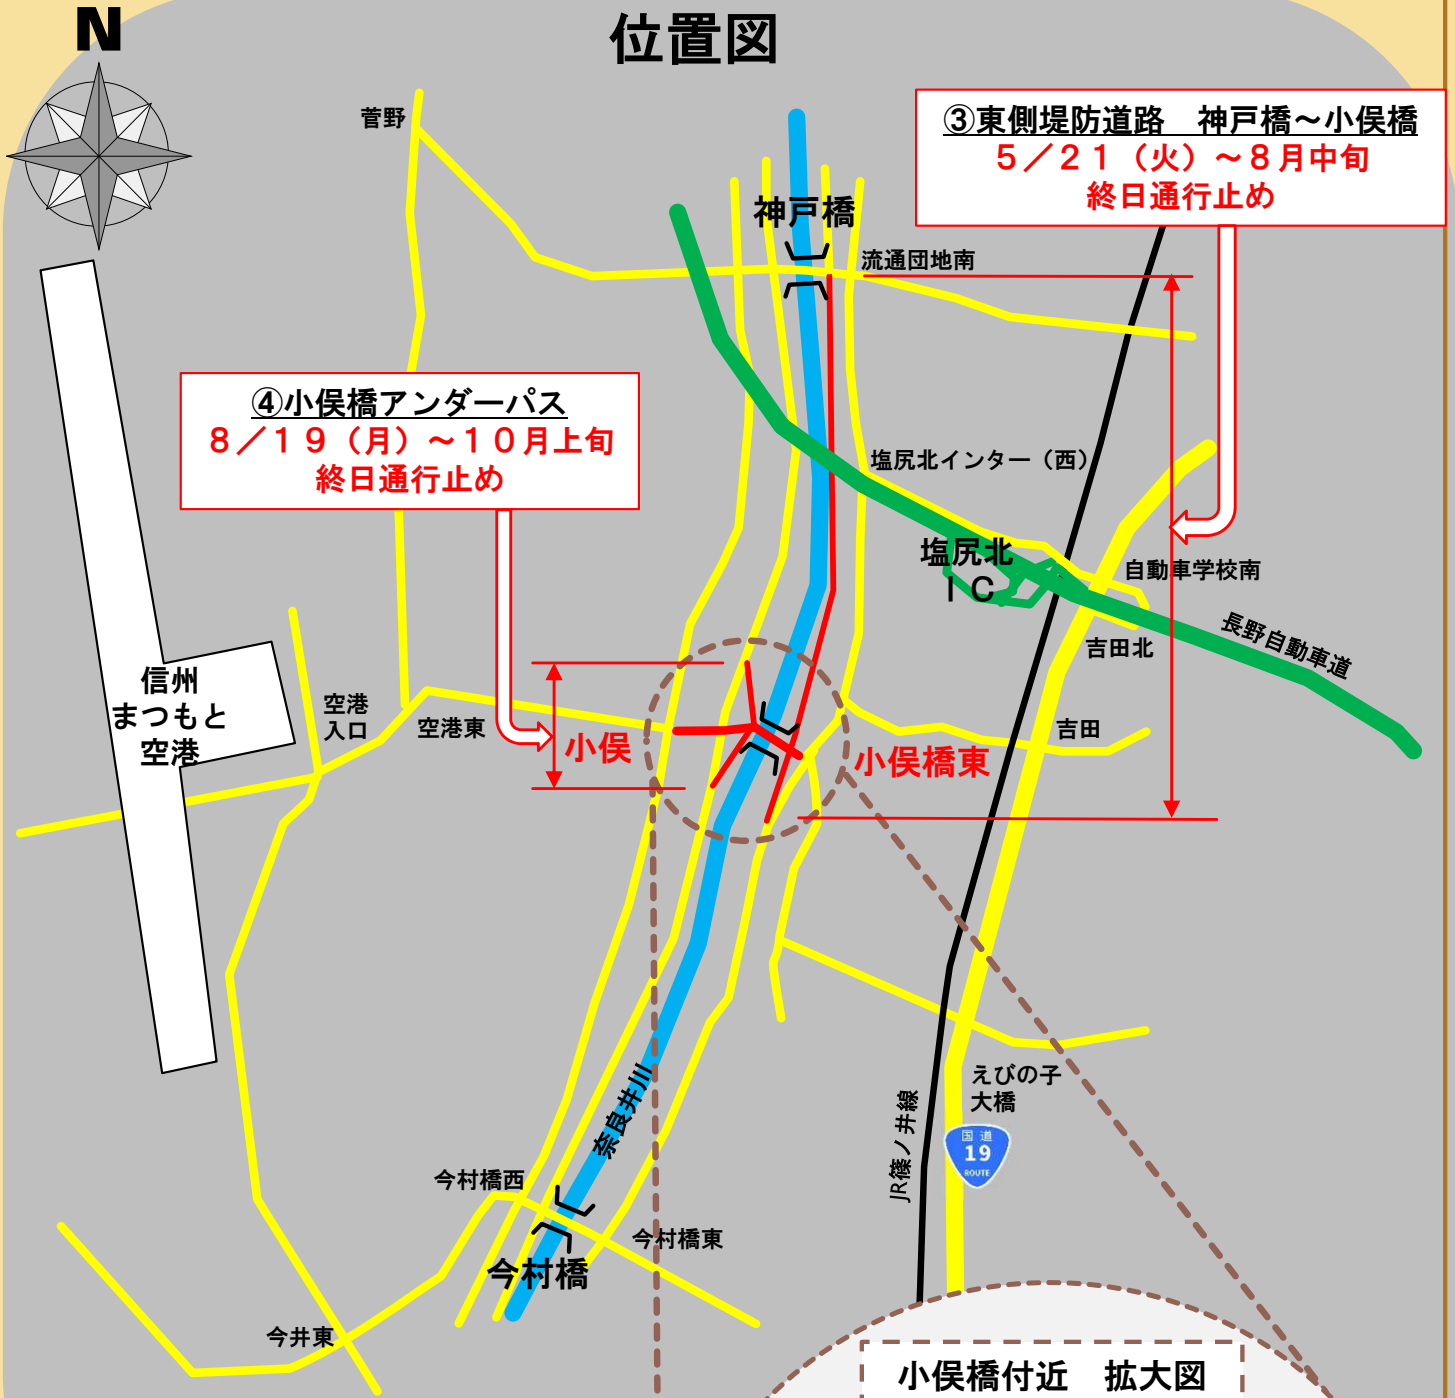 位置図
N
菅野
③東側堤防道路　神戸橋～小俣橋
５／２１（火）～８月中旬
終日通行止め
神戸橋
流通団地南
④小俣橋アンダーパス
８／１９（月）～１０月上旬
終日通行止め
塩尻北インター（西）
塩尻北
ＩＣ
自動車学校南
長野自動車道
吉田北
信州
まつもと
空港
空港
入口
空港東
小俣
小俣橋東
吉田
えびの子
大橋
国道
19
ROUTE
JR篠ノ井線
奈良井川
今村橋西
今村橋東
今村橋
今井東
小俣橋付近　拡大図